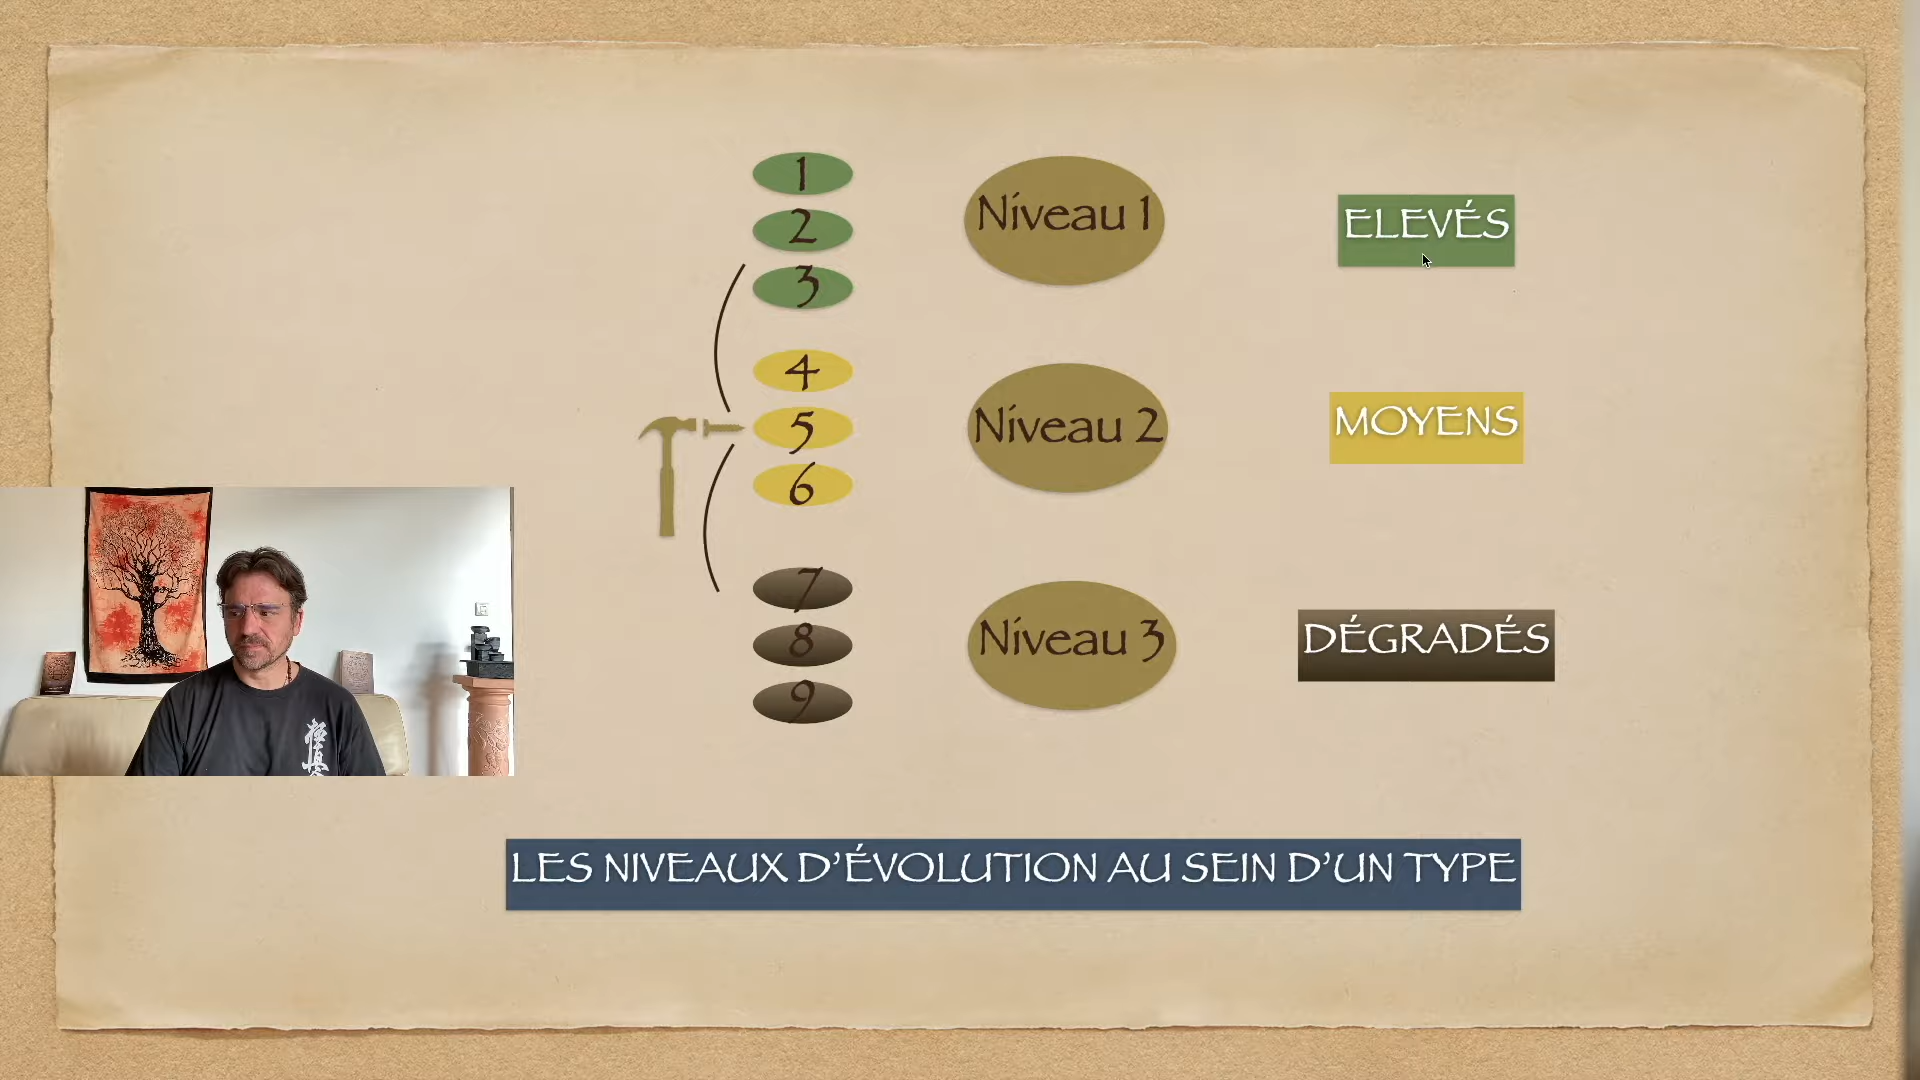 1
2
3
Niveau 1
ELEVÉS
4
5
6
Niveau 2
MOYENS
7
8
9
Niveau 3
DÉGRADÉS
LES NIVEAUX D’ÉVOLUTION AU SEIN D’UN TYPE